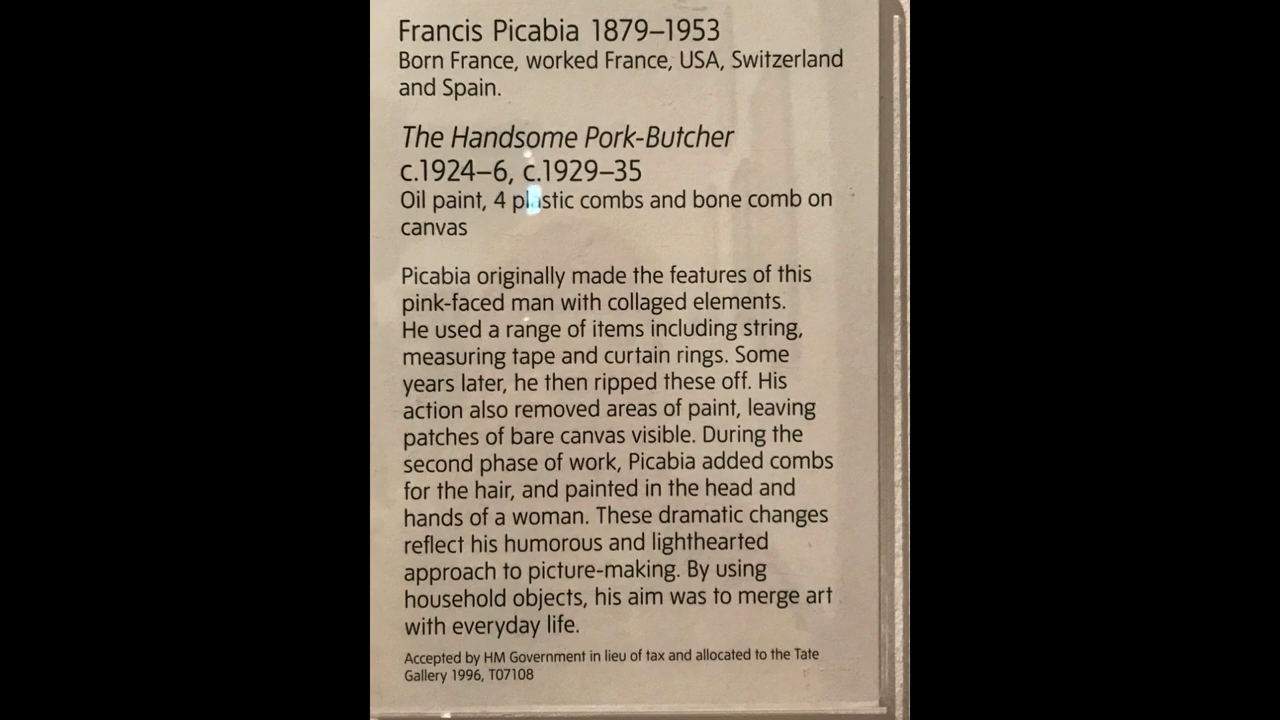 Francis Picabia 1879–1953
Born France, worked France, USA, Switzerland
and Spain.
The Handsome Pork-Butcher
c.1924–6, c.1929–35
Oil paint, 4 plastic combs and bone comb on
canvas
Picabia originally made the features of this
pink-faced man with collaged elements.
He used a range of items including string,
measuring tape and curtain rings. Some
years later, he then ripped these off. His
action also removed areas of paint, leaving
patches of bare canvas visible. During the
second phase of work, Picabia added combs
for the hair, and painted in the head and
hands of a woman. These dramatic changes
reflect his humorous and lighthearted
approach to picture-making. By using
household objects, his aim was to merge art
with everyday life.
Accepted by HM Government in lieu of tax and allocated to the Tate
Gallery 1996, T07108